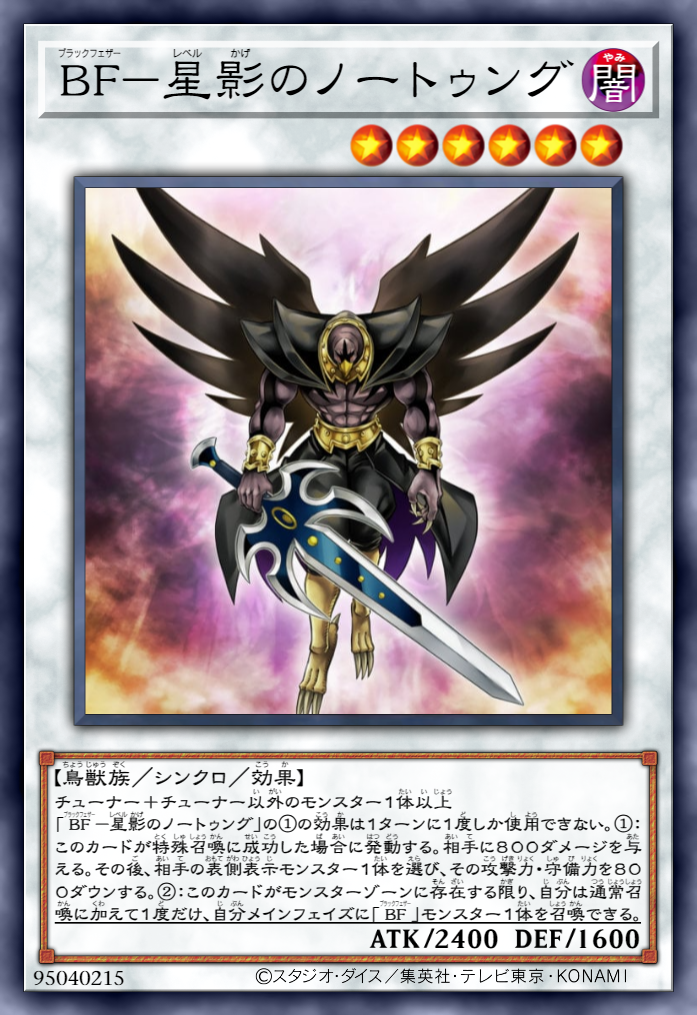 BF－星影のノートゥング
闇
【鳥獣族／シンクロ／効果】
チューナー＋チューナー以外のモンスター1体以上
「BF－星影のノートゥング」の①の効果は1ターンに1度しか使用できない。①：
このカードが特殊召喚に成功した場合に発動する。相手に８００ダメージを与
える。その後、相手の表側表示モンスター1体を選び、その攻撃力・守備力を８０
０ダウンする。②：このカードがモンスターゾーンに存在する限り、自分は通常召
喚に加えて1度だけ、自分メインフェイズに「BF」モンスター1体を召喚できる。
ATK/2400 DEF/1600
95040215 ©スタジオ・ダイス／集英社・テレビ東京・KONAMI